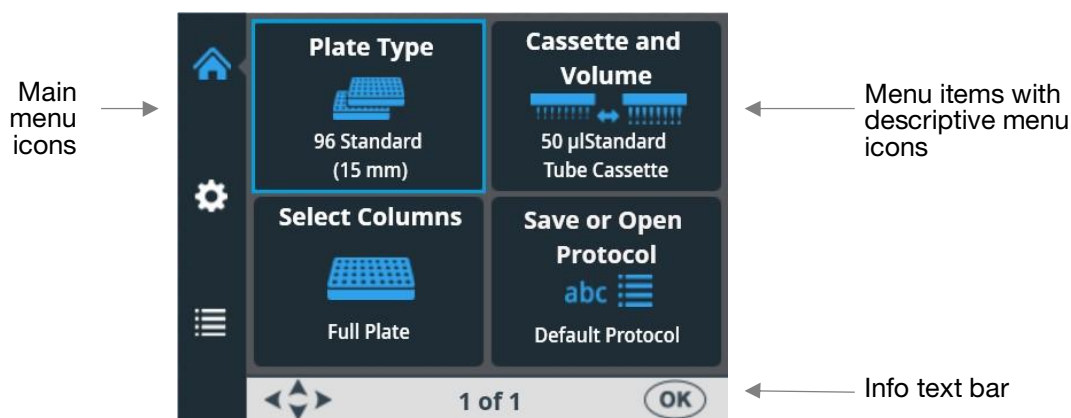 Main
menu
icons
Plate Type
96 Standard
(15 mm)
Cassette and
Volume
50 µlStandard
Tube Cassette
Select Columns
Full Plate
Save or Open
Protocol
abc
Default Protocol
1 of 1
OK
Menu items with
descriptive menu
icons
Info text bar